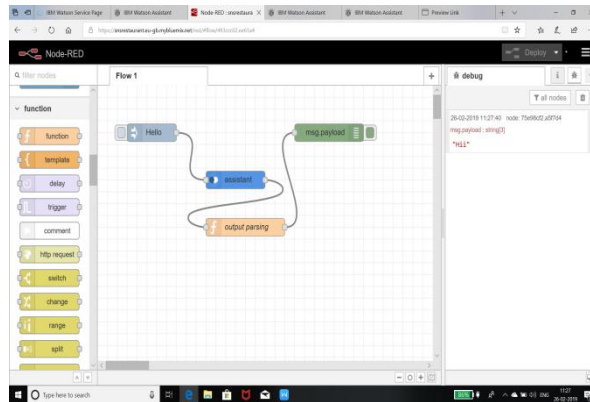 IBM Watson Service Page
IBM Watson Assistant
Node-RED : insrestaura
IBM Watson Assistant
IBM Watson Assistant
Preview Link
Node-RED
Deploy
filter nodes
Flow 1
debug
i
all nodes
function
function
template
delay
trigger
comment
http request
switch
change
range
split
Hello
assistant
output parsing
msg.payload
26-02-2019 11:27:40 node:
msg.payload : string[3]
"Hii"
Type here to search
ENG
11:27
26-02-2019